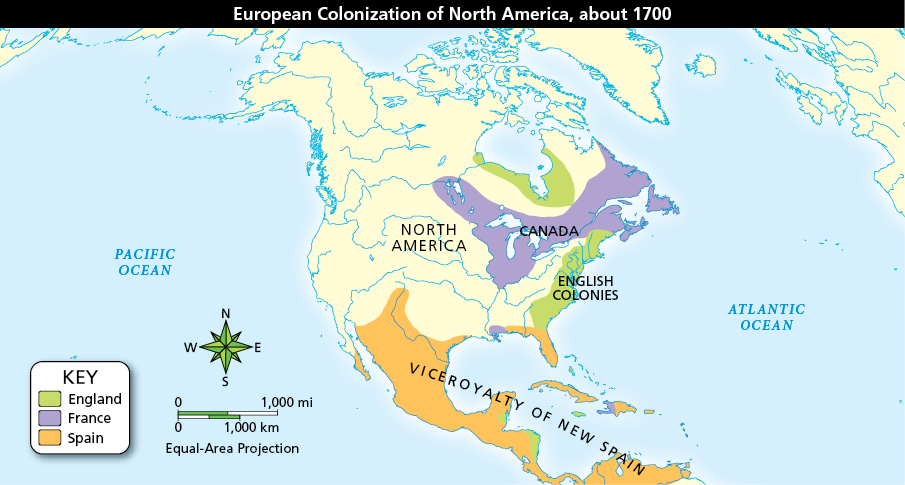 European Colonization of North America, about 1700
NORTH
AMERICA
CANADA
PACIFIC
OCEAN
ENGLISH
COLONIES
ATLANTIC
OCEAN
N
W
E
S
VICEROYALTY OF NEW SPAIN
KEY
England
France
Spain
0
1,000 mi
0
1,000 km
Equal-Area Projection